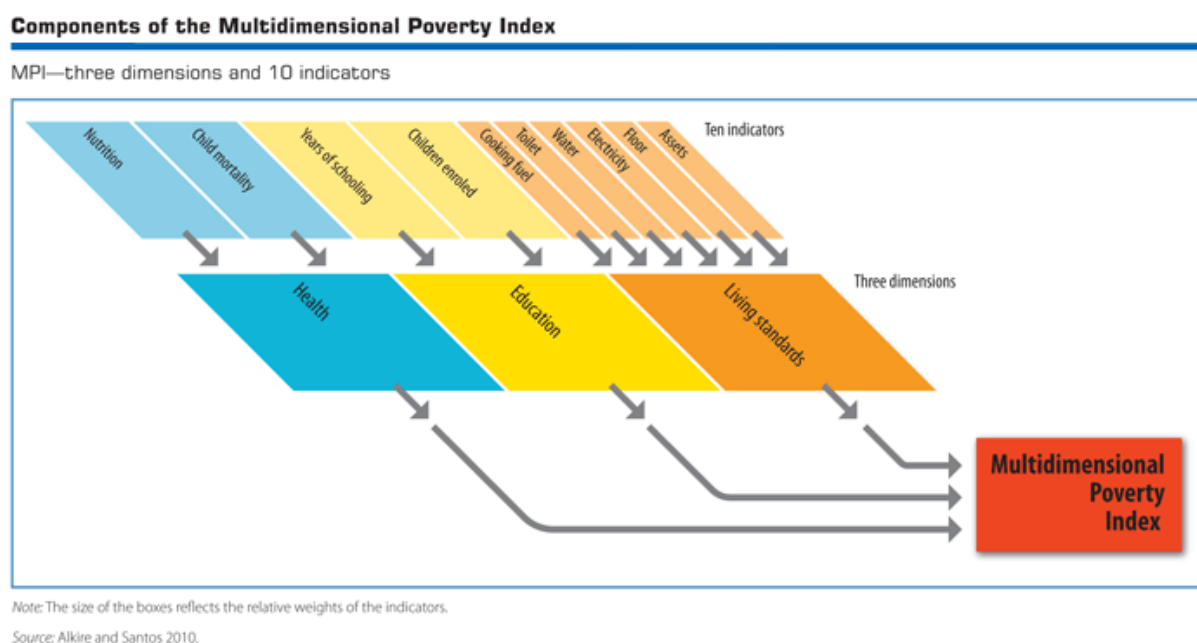 Components of the Multidimensional Poverty Index
MPI—three dimensions and 10 indicators
Nutrition
Child mortality
Years of schooling
Children enroled
Cooking fuel
Toilet
Water
Electricity
Floor
Assets
Ten indicators
Health
Education
Living standards
Three dimensions
Multidimensional
Poverty
Index
Note: The size of the boxes reflects the relative weights of the indicators.
Source: Alkire and Santos 2010.